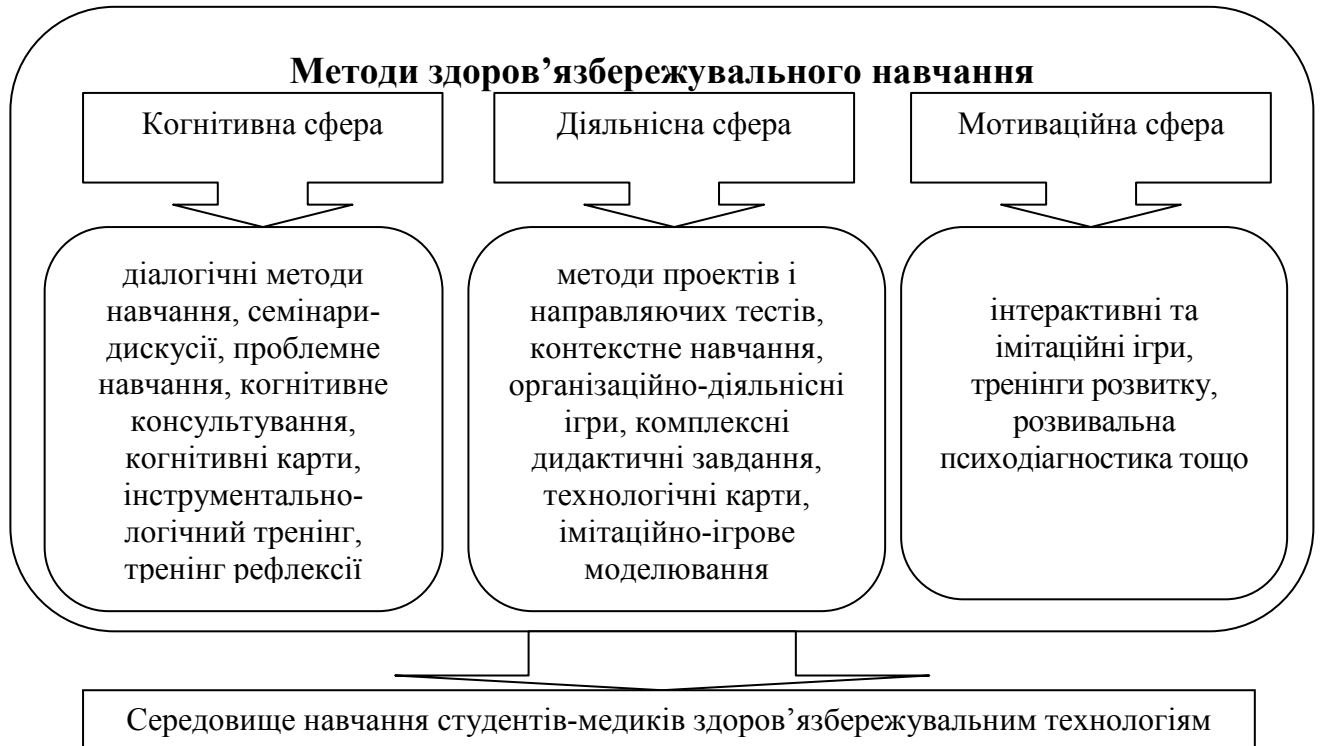 Методи здоров’язбережувального навчання
Когнітивна сфера
Діяльнісна сфера
Мотиваційна сфера
діалогічні методи
навчання, семінари-
дискусії, проблемне
навчання, когнітивне
консультування,
когнітивні карти,
інструментально-
логічний тренінг,
тренінг рефлексії
методи проектів і
направляючих тестів,
контекстне навчання,
організаційно-діяльнісні
ігри, комплексні
дидактичні завдання,
технологічні карти,
імітаційно-ігрове
моделювання
інтерактивні та
імітаційні ігри,
тренінги розвитку,
розвивальна
психодіагностика тощо
Середовище навчання студентів-медиків здоров’язбережувальним технологіям